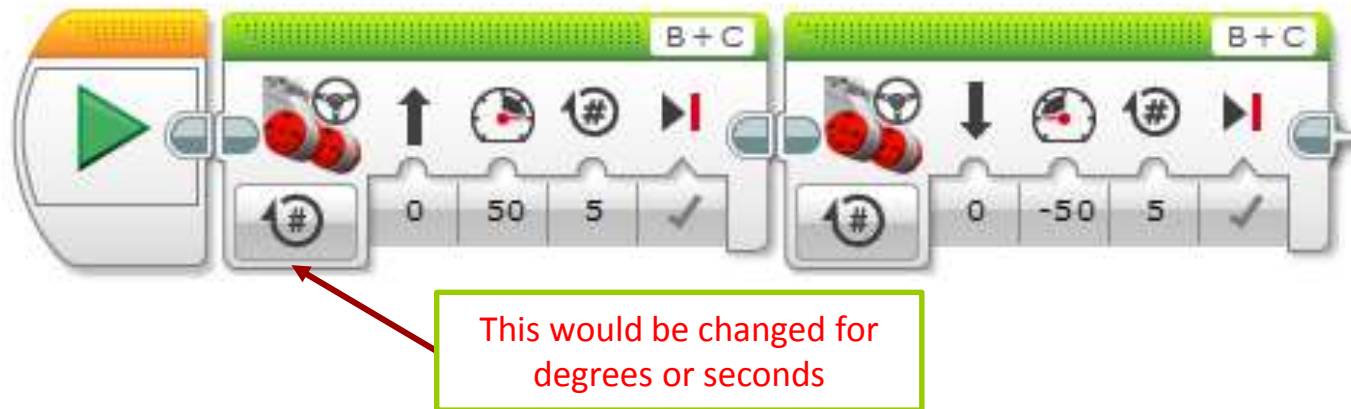 B + C
B + C
# #
0 50 5
0 -50 5
# #
This would be changed for
degrees or seconds